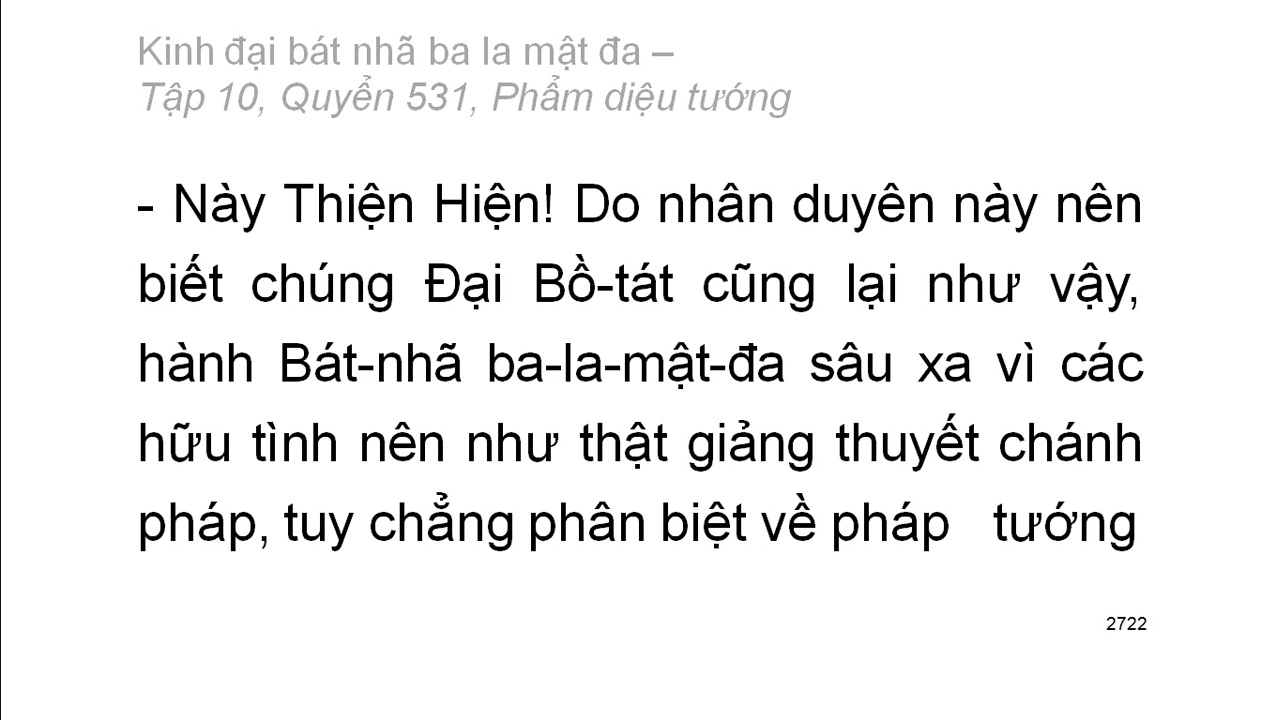 Kinh đại bát nhã ba la mật đa –
Tập 10, Quyển 531, Phẩm diệu tướng
- Này Thiện Hiện! Do nhân duyên này nên
biết chúng Đại Bồ-tát cũng lại như vậy,
hành Bát-nhã ba-la-mật-đa sâu xa vì các
hữu tình nên như thật giảng thuyết chánh
pháp, tuy chẳng phân biệt về pháp tướng
2722